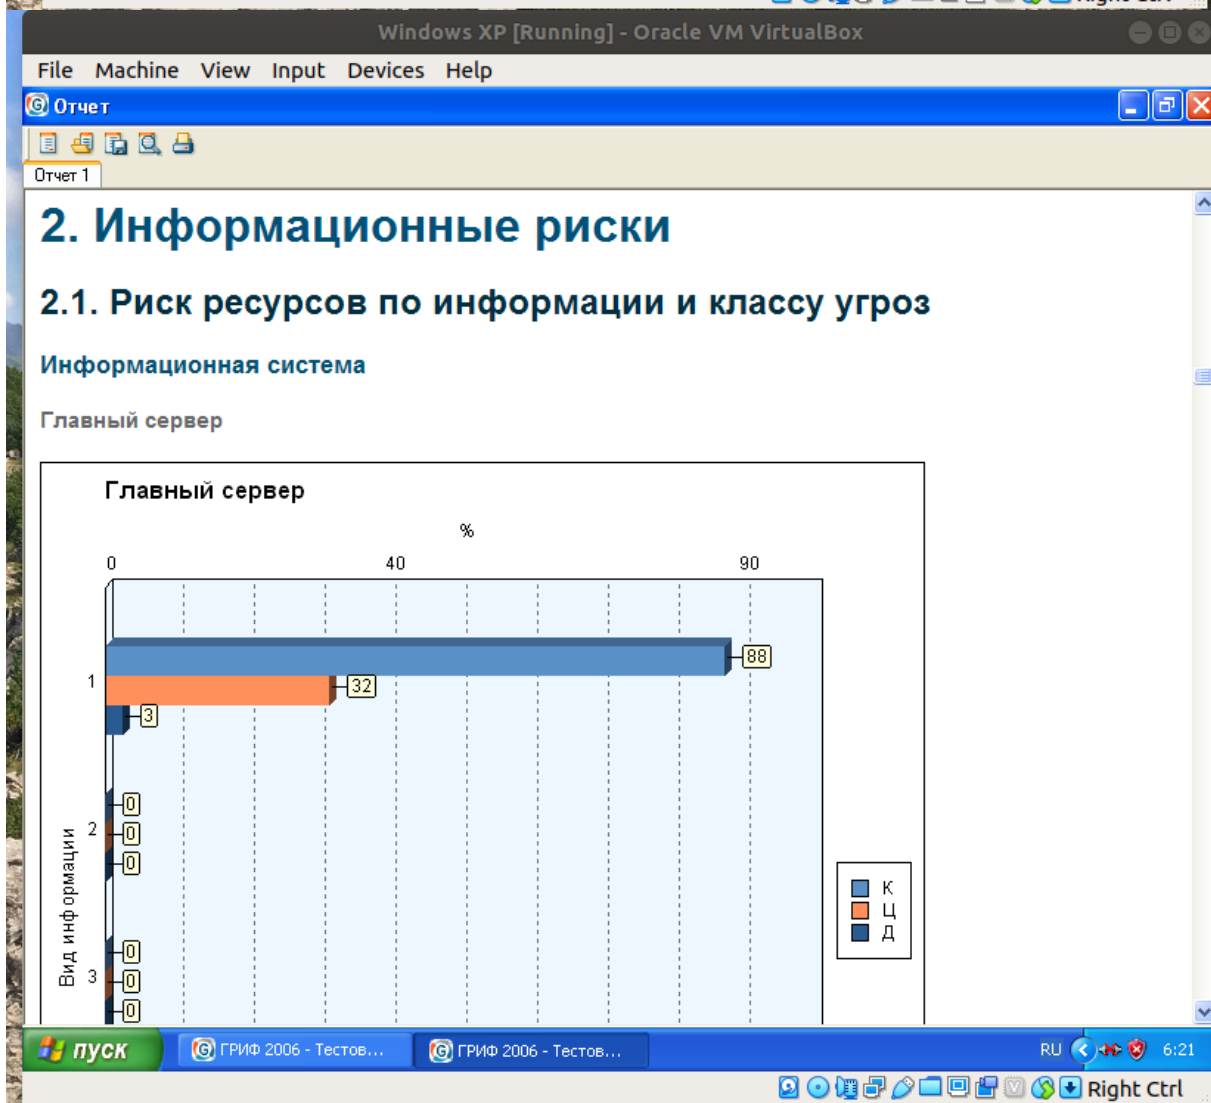 Right Ctrl
Windows XP [Running] - Oracle VM VirtualBox
File Machine View Input Devices Help
Отчет
Отчет 1
2. Информационные риски
2.1. Риск ресурсов по информации и классу угроз
Информационная система
Главный сервер
Главный сервер
%
0 40 90
88
1 32
3
0
2 0
0
0
3 0
0
Вид информации
К
Ц
Д
пуск ГРИФ 2006 - Тестов... ГРИФ 2006 - Тестов... RU 6:21
Right Ctrl